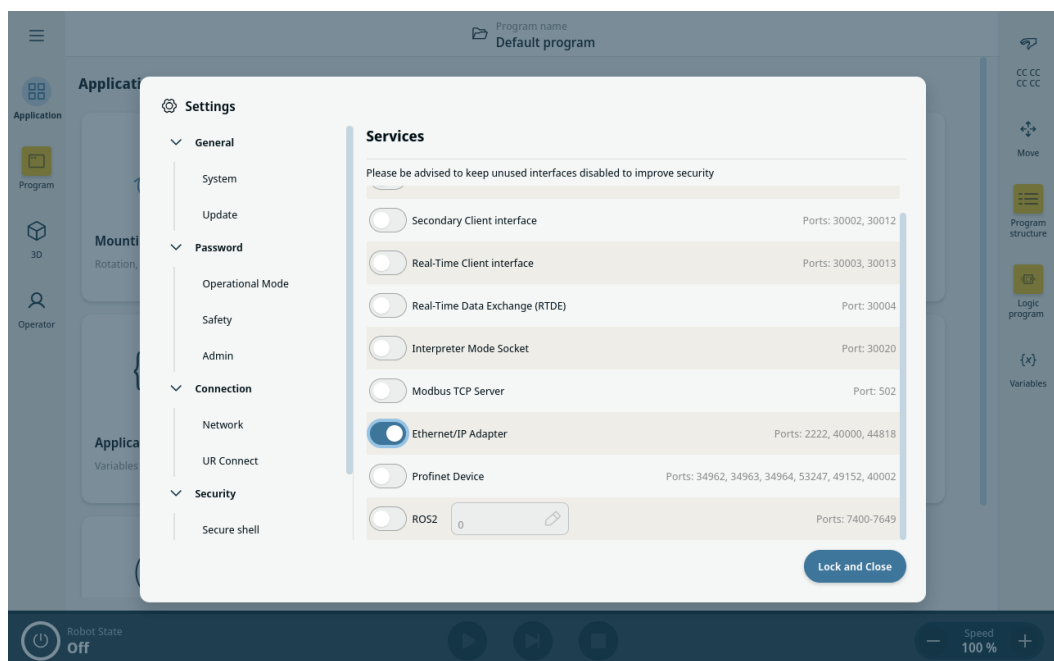 Program name
Default program
Applicati
Application
Program
3D
Operator
Mounti
Rotation,
Applica
Variables
Settings
General
System
Update
Password
Operational Mode
Safety
Admin
Connection
Network
UR Connect
Security
Secure shell
Services
Please be advised to keep unused interfaces disabled to improve security
Secondary Client interface Ports: 30002, 30012
Real-Time Client interface Ports: 30003, 30013
Real-Time Data Exchange (RTDE) Port: 30004
Interpreter Mode Socket Port: 30020
Modbus TCP Server Port: 502
Ethernet/IP Adapter Ports: 2222, 40000, 44818
Profinet Device Ports: 34962, 34963, 34964, 53247, 49152, 40002
ROS2 0 Ports: 7400-7649
Lock and Close
CC CC
CC CC
Move
Program
structure
Logic
program
{x}
Variables
Robot State
Off
Speed
100 %